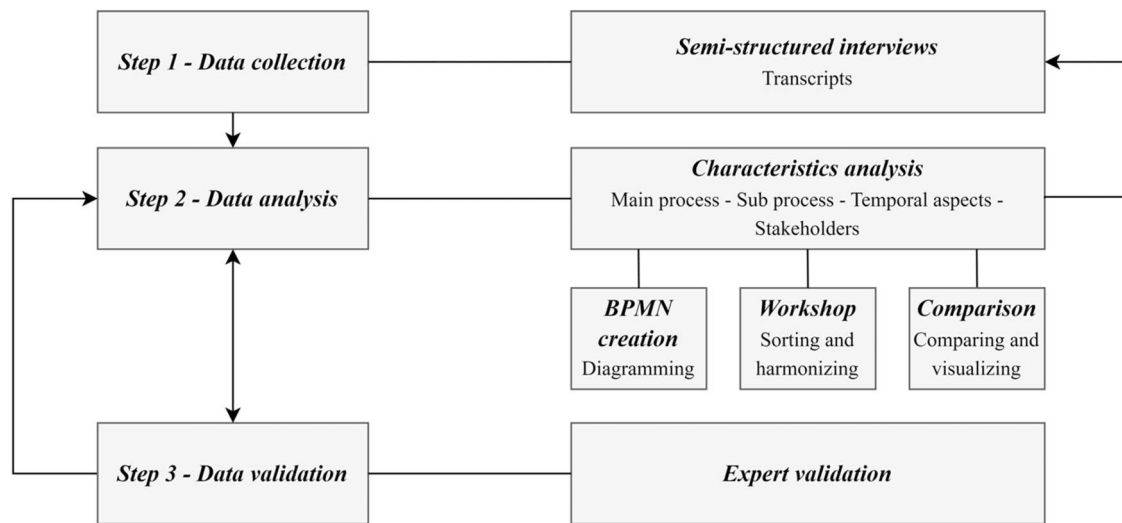 Step 1 - Data collection
Semi-structured interviews
Transcripts
Step 2 - Data analysis
Characteristics analysis
Main process - Sub process - Temporal aspects -
Stakeholders
BPMN
creation
Diagramming
Workshop
Sorting and
harmonizing
Comparison
Comparing and
visualizing
Step 3 - Data validation
Expert validation